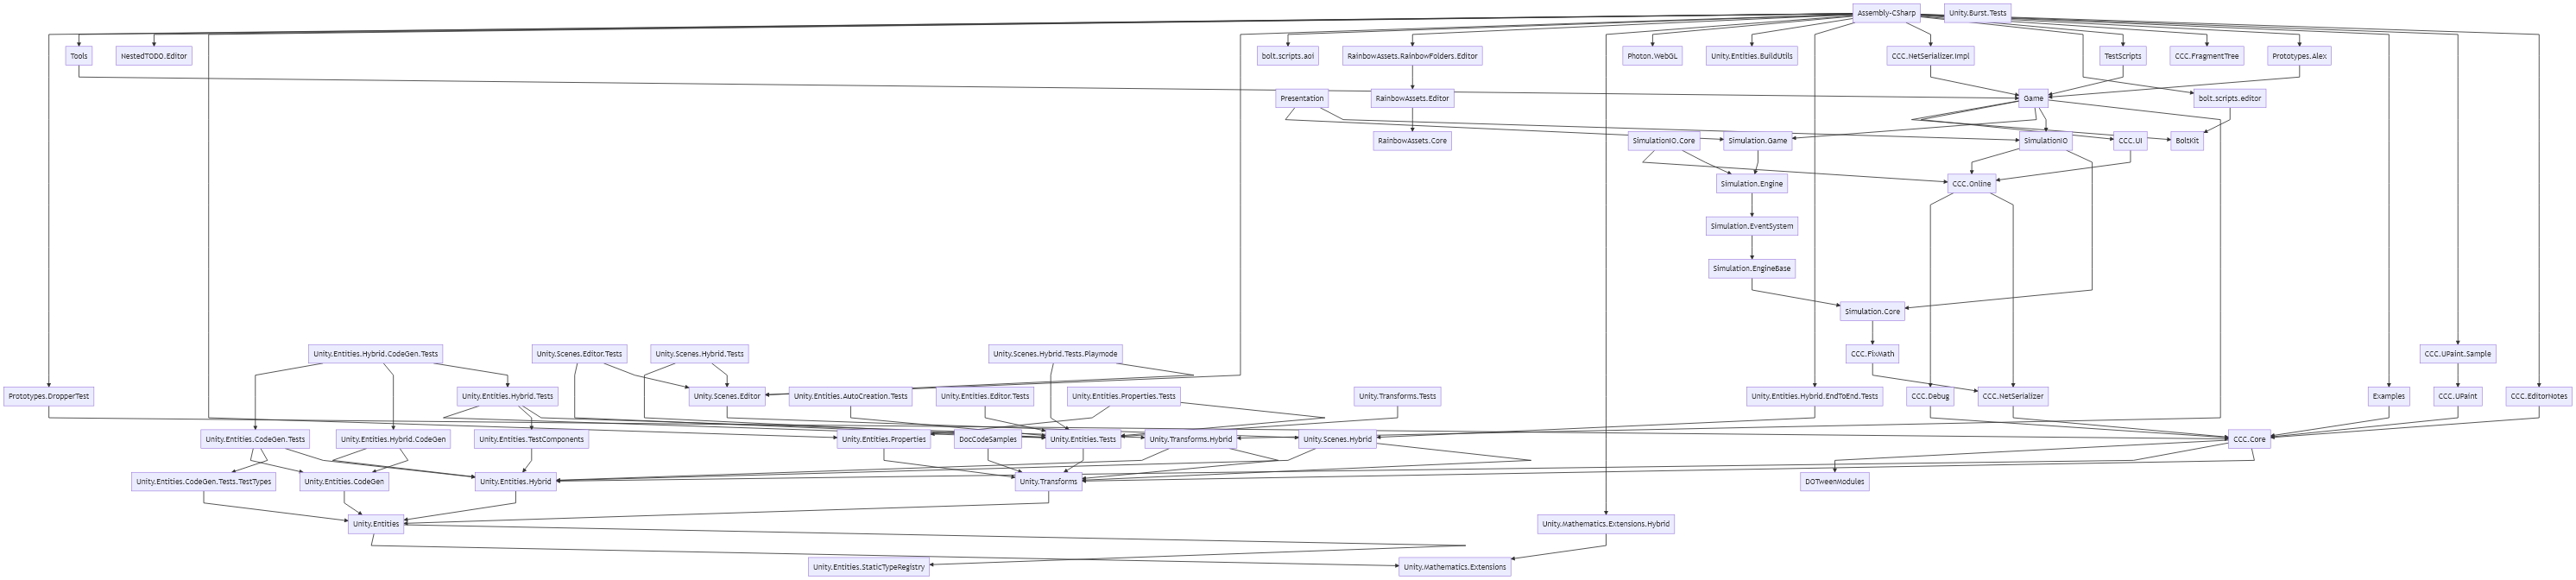 Assembly-CSharp
Unity.Burst.Tests
Tools
NestedTODO.Editor
bolt.scripts.aoi
RainbowAssets.RainbowFolders.Editor
Photon.WebGL
Unity.Entities.BuildUtils
CCC.NetSerializer.Impl
TestScripts
CCC.FragmentTree
Prototypes.Alex
Presentation
RainbowAssets.Editor
Game
bolt.scripts.editor
RainbowAssets.Core
SimulationIO.Core
Simulation.Game
SimulationIO
CCC.UI
BoltKit
Simulation.Engine
CCC.Online
Simulation.EventSystem
Simulation.EngineBase
Simulation.Core
Unity.Entities.Hybrid.CodeGen.Tests
Unity.Scenes.Editor.Tests
Unity.Scenes.Hybrid.Tests
Unity.Scenes.Hybrid.Tests.Playmode
CCC.FixMath
CCC.UPaint.Sample
Prototypes.DropperTest
Unity.Entities.Hybrid.Tests
Unity.Scenes.Editor
Unity.Entities.AutoCreation.Tests
Unity.Entities.Editor.Tests
Unity.Entities.Properties.Tests
Unity.Transforms.Tests
Unity.Entities.Hybrid.EndToEnd.Tests
CCC.Debug
CCC.NetSerializer
Examples
CCC.UPaint
CCC.EditorNotes
Unity.Entities.CodeGen.Tests
Unity.Entities.Hybrid.CodeGen
Unity.Entities.TestComponents
Unity.Entities.Properties
DocCodeSamples
Unity.Entities.Tests
Unity.Transforms.Hybrid
Unity.Scenes.Hybrid
CCC.Core
Unity.Entities.CodeGen.Tests.TestTypes
Unity.Entities.CodeGen
Unity.Entities.Hybrid
Unity.Transforms
DOTweenModules
Unity.Entities
Unity.Mathematics.Extensions.Hybrid
Unity.Entities.StaticTypeRegistry
Unity.Mathematics.Extensions